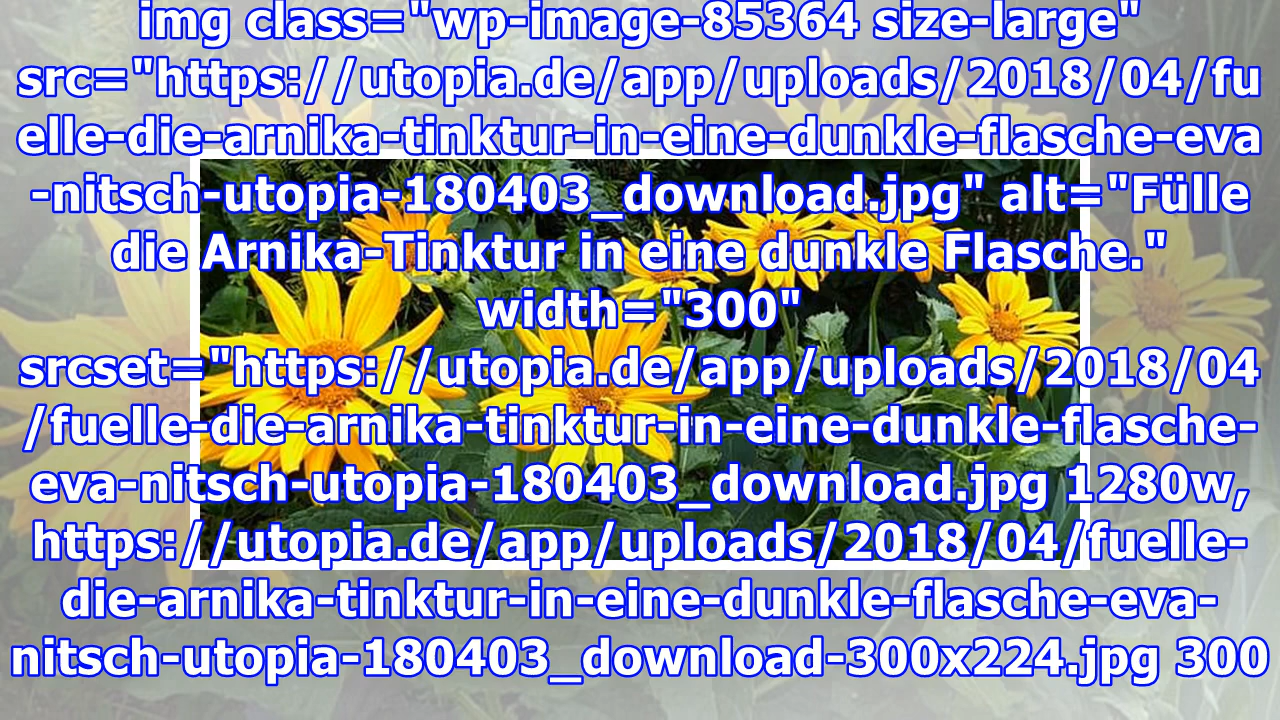 img class="wp-image-85364 size-large"
src="https://utopia.de/app/uploads/2018/04/fu
elle-die-arnika-tinktur-in-eine-dunkle-flasche-eva
-nitsch-utopia-180403_download.jpg" alt="Fülle
die Arnika-Tinktur in eine dunkle Flasche."
width="300"
srcset="https://utopia.de/app/uploads/2018/04
/fuelle-die-arnika-tinktur-in-eine-dunkle-flasche-
eva-nitsch-utopia-180403_download.jpg 1280w,
https://utopia.de/app/uploads/2018/04/fuelle-
die-arnika-tinktur-in-eine-dunkle-flasche-eva-
nitsch-utopia-180403_download-300x224.jpg 300